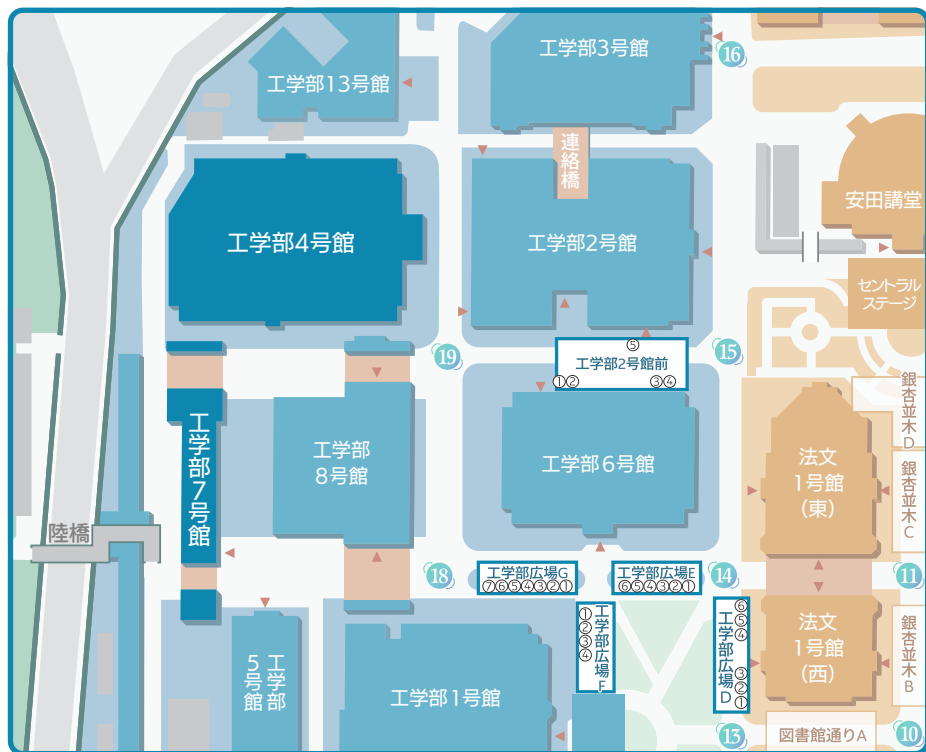 工学部13号館
工学部3号館
16
連
絡
橋
工学部4号館
工学部2号館
安田講堂
セントラル
ステージ
⑤
工学部2号館前
①② ③④
15
19
銀杏並木D
工学部7号館
工学部
8号館
工学部6号館
法文
1号館
(東)
銀杏並木C
陸橋
18
工学部広場G
⑦⑥⑤④③②①
工学部広場E
⑥⑤④③②①
14
11
工学部広場F
①②③④
工学部広場D
⑥⑤④ ③②①
法文
1号館
(西)
銀杏並木B
工学部
5号館
工学部1号館
13
図書館通りA
10